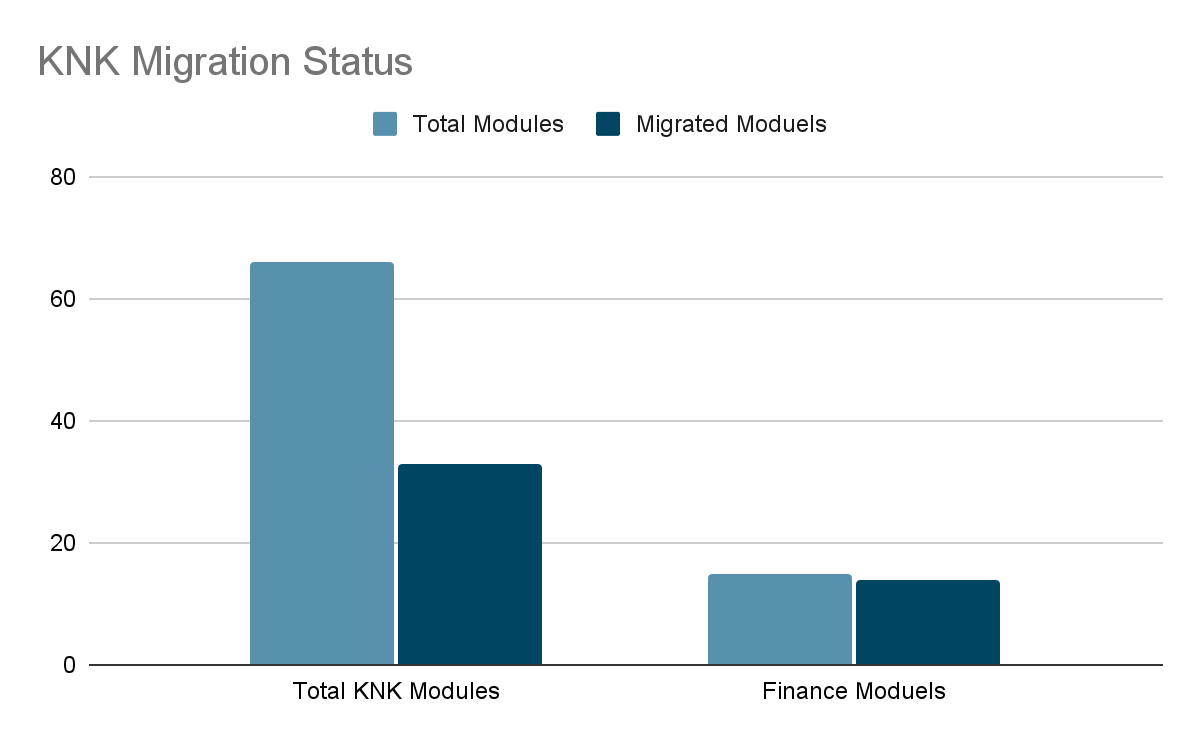 KNK Migration Status
Total Modules
Migrated Moduels
80
60
40
20
0
Total KNK Modules
Finance Moduels